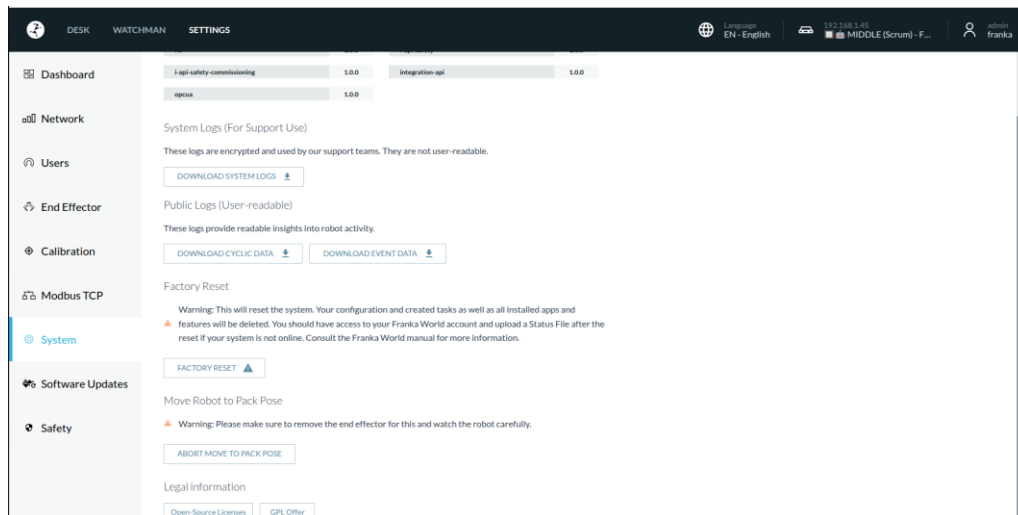 DESK WATCHMAN SETTINGS
Language
EN - English
192.168.1.45
MIDDLE (Scrum) - F...
admin
franka
Dashboard
Network
Users
End Effector
Calibration
Modbus TCP
System
Software Updates
Safety
i-api-safety-commissioning 1.0.0 integration-api 1.0.0
opcua 1.0.0
System Logs (For Support Use)
These logs are encrypted and used by our support teams. They are not user-readable.
DOWNLOAD SYSTEM LOGS
Public Logs (User-readable)
These logs provide readable insights into robot activity.
DOWNLOAD CYCLIC DATA DOWNLOAD EVENT DATA
Factory Reset
Warning: This will reset the system. Your configuration and created tasks as well as all installed apps and
features will be deleted. You should have access to your Franka World account and upload a Status File after the
reset if your system is not online. Consult the Franka World manual for more information.
FACTORY RESET
Move Robot to Pack Pose
Warning: Please make sure to remove the end effector for this and watch the robot carefully.
ABORT MOVE TO PACK POSE
Legal information
Open-Source Licenses GPL Offer